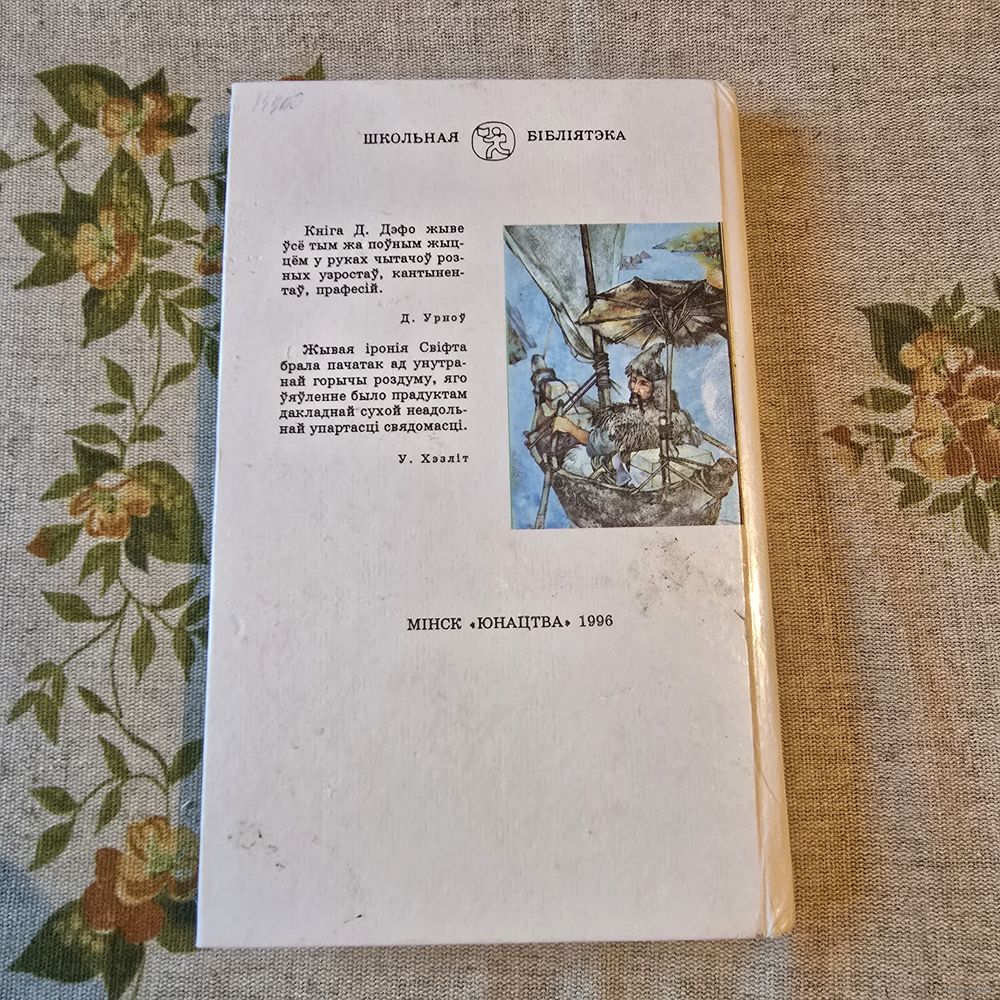 ШКОЛЬНАЯ БІБЛІЯТЭКА
Кніга Д. Дэфо жыве
ўсё тым жа поўным жыц-
цём у руках чытачоў роз-
ных узростаў, кантынен-
таў, прафесій.
Д. Урноў
Жывая іронія Свіфта
брала пачатак ад унутра-
най горычы роздуму, яго
ўяўленне было прадуктам
дакладнай сухой неадоль-
най упартасці свядомасці.
У. Хэзліт
МІНСК «ЮНАЦТВА» 1996